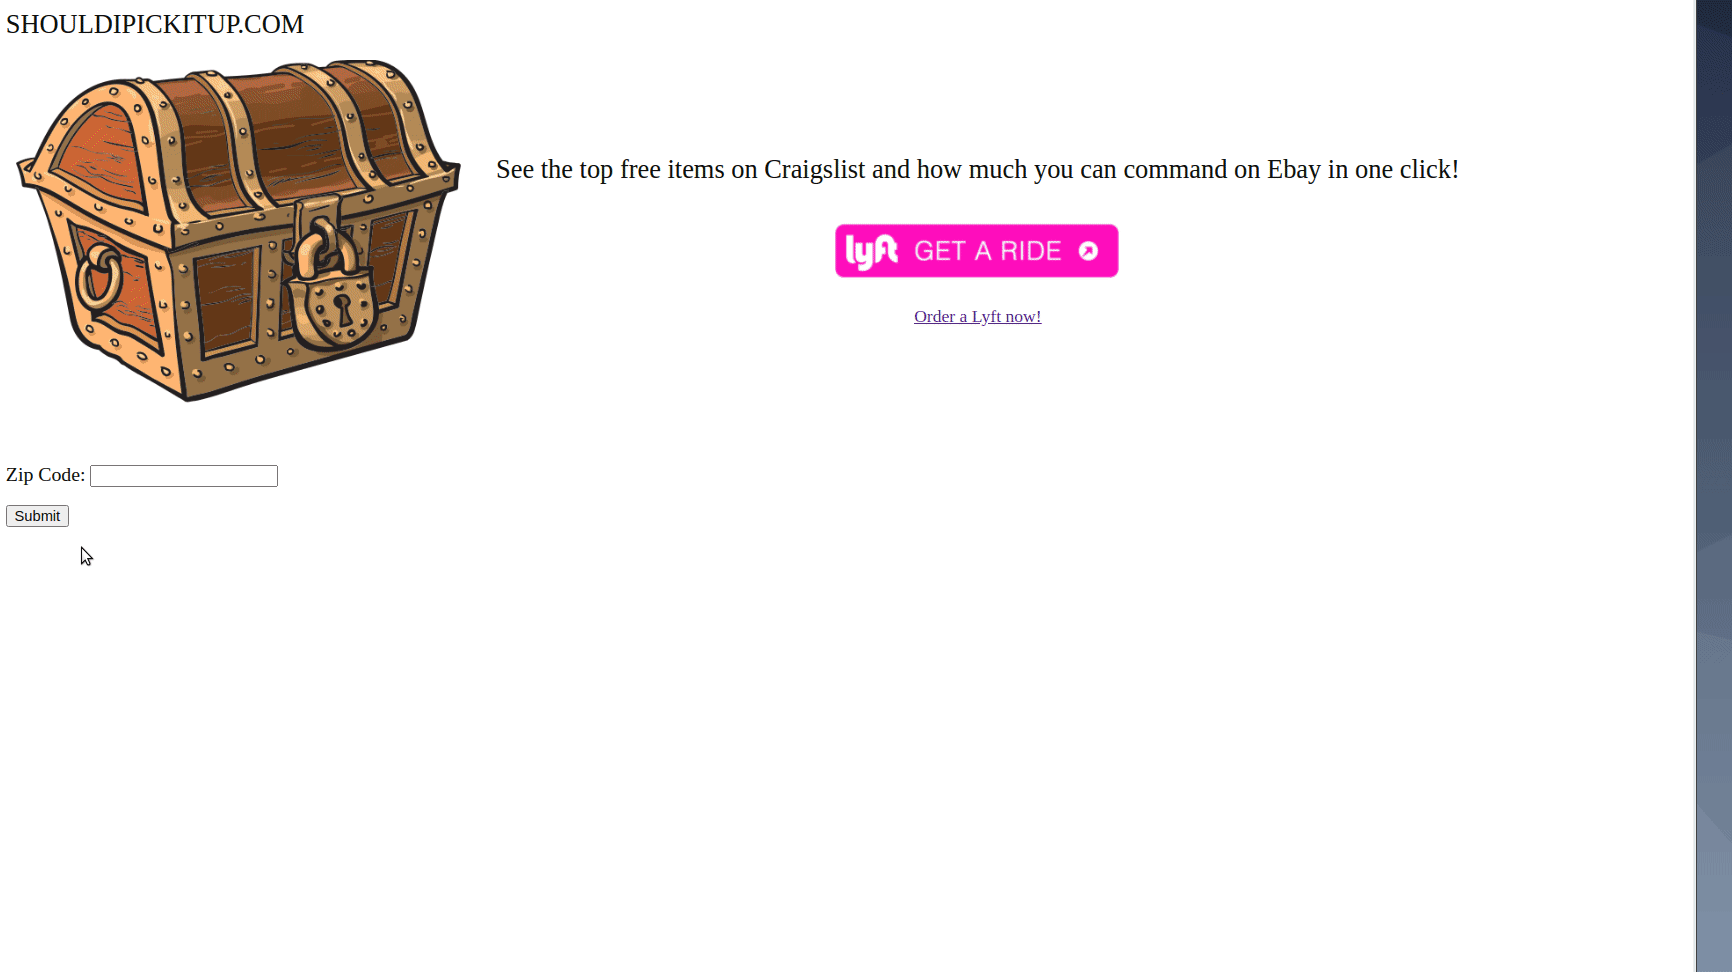 SHOULDIPICKITUP.COM
See the top free items on Craigslist and how much you can command on Ebay in one click!
lyft GET A RIDE
Order a Lyft now!
Zip Code:
Submit